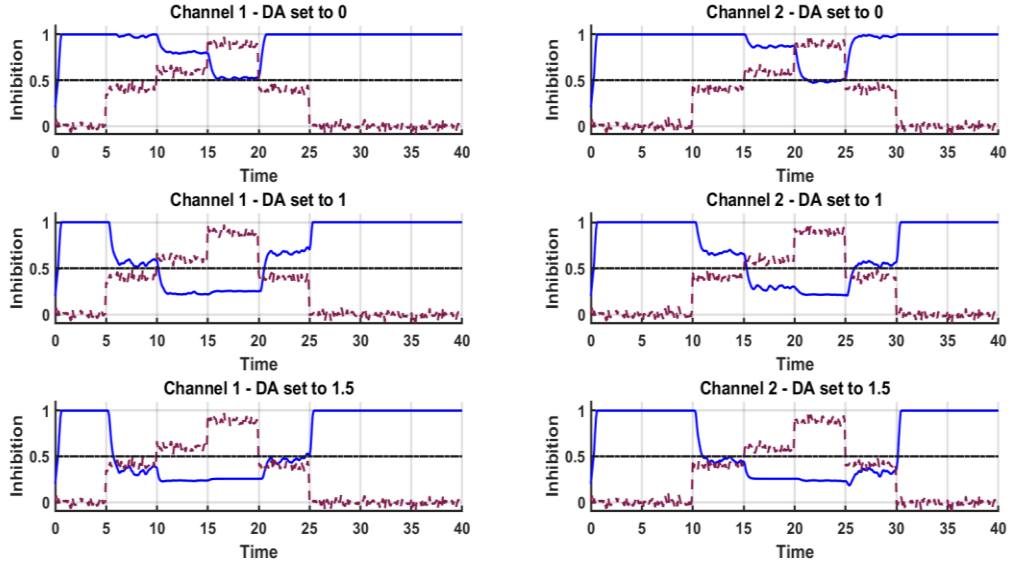 Channel 1 - DA set to 0
Inhibition
1
0.5
0
0 5 10 15 20 25 30 35 40
Time
Channel 2 - DA set to 0
Inhibition
1
0.5
0
0 5 10 15 20 25 30 35 40
Time
Channel 1 - DA set to 1
Inhibition
1
0.5
0
0 5 10 15 20 25 30 35 40
Time
Channel 2 - DA set to 1
Inhibition
1
0.5
0
0 5 10 15 20 25 30 35 40
Time
Channel 1 - DA set to 1.5
Inhibition
1
0.5
0
0 5 10 15 20 25 30 35 40
Time
Channel 2 - DA set to 1.5
Inhibition
1
0.5
0
0 5 10 15 20 25 30 35 40
Time